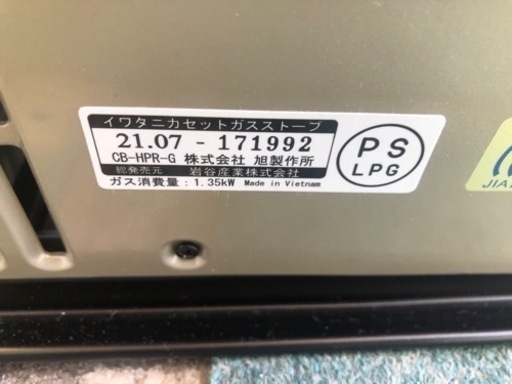 イワタニカセットガスストーブ
21.07 - 171992
CB-HPR-G 株式会社 旭製作所
総発売元 岩谷産業株式会社
ガス消費量：1.35kW Made in Vietnam
PS
LPG